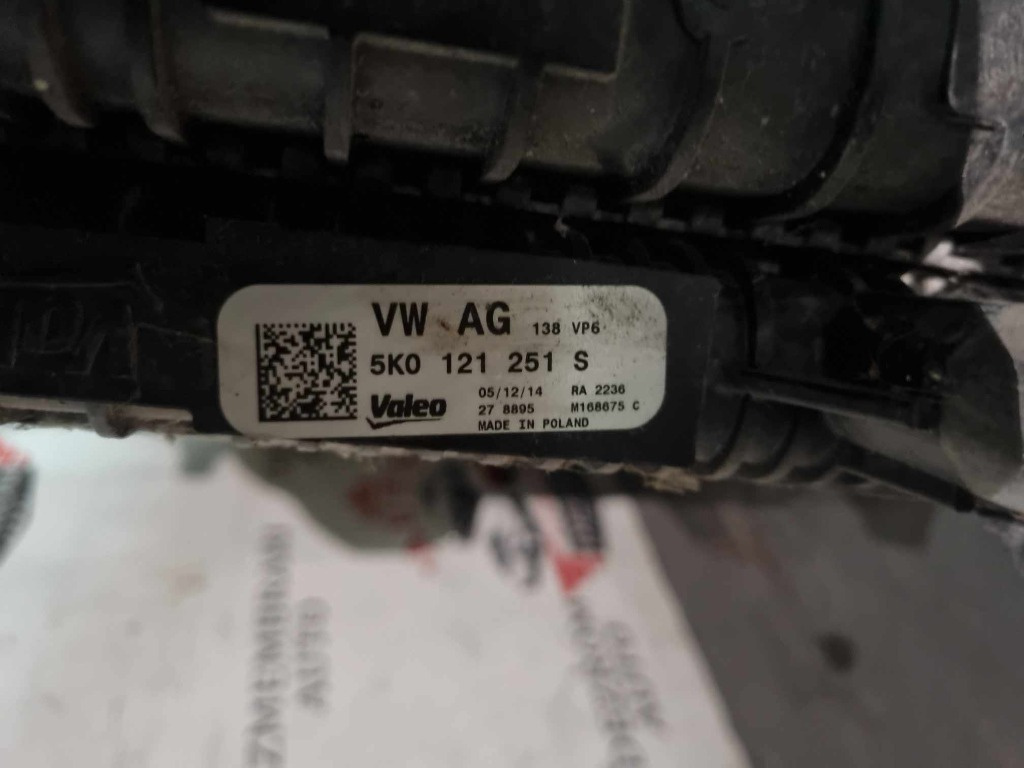 VW AG 138 VP6
5K0 121 251 S
Valeo
05/12/14 RA 2236
27 8895 M168675 C
MADE IN POLAND